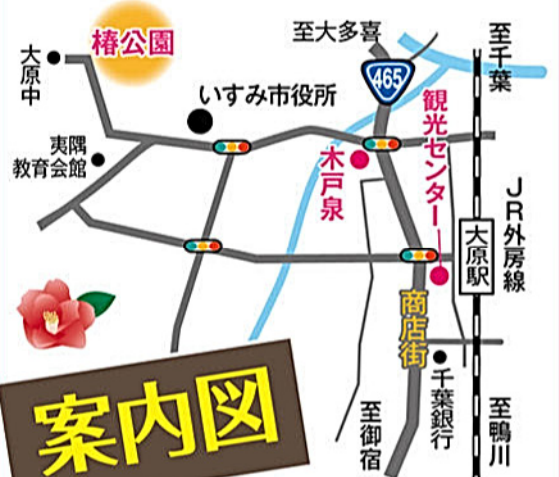 椿公園
大原中
至大多喜
465
至千葉
いすみ市役所
観光センター
夷隅
教育会館
木戸泉
JR外房線
大原駅
商店街
千葉銀行
至御宿
至鴨川
案内図